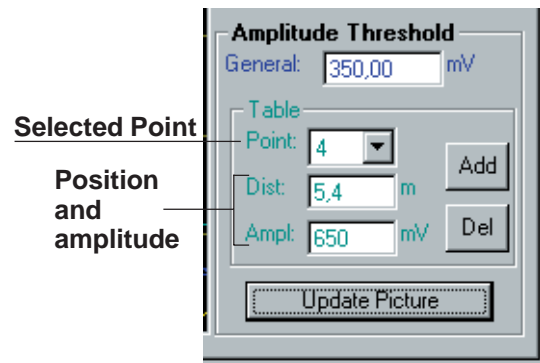 Amplitude Threshold
General: 350,00 mV
Table
Selected Point
Point: 4
Add
Position
and
amplitude
Dist: 5,4 m
Ampl: 650 mV
Del
Update Picture